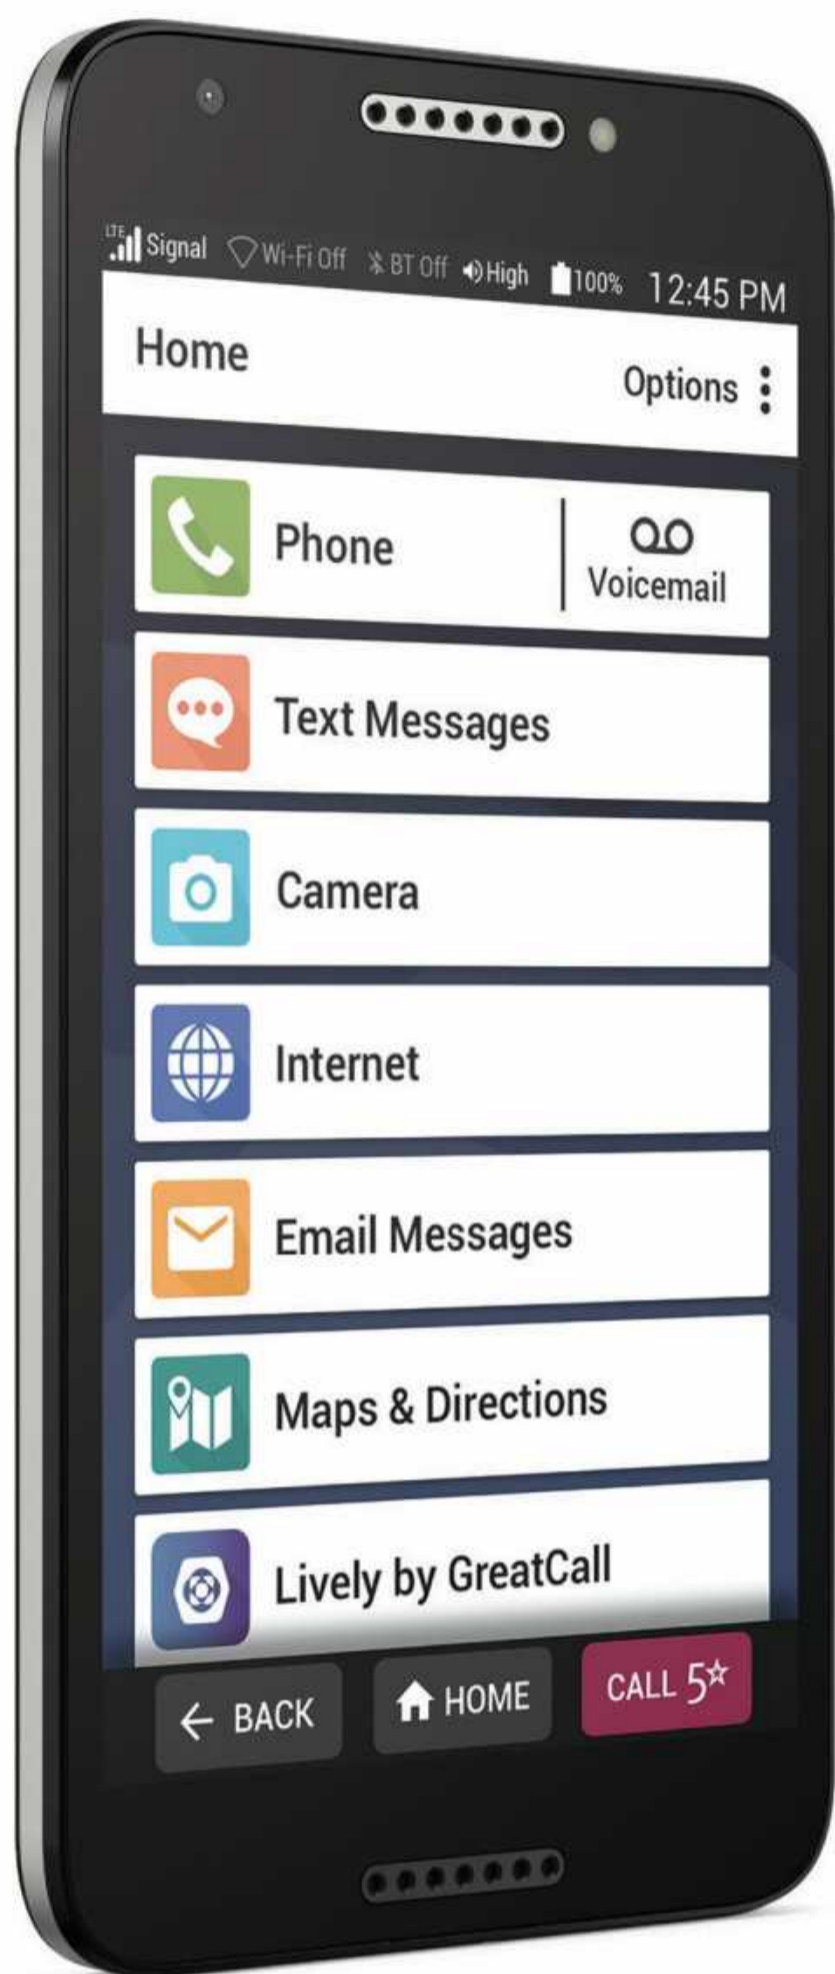 LTE Signal Wi-Fi Off BT Off High 100% 12:45 PM
Home Options
Phone Voicemail
Text Messages
Camera
Internet
Email Messages
Maps & Directions
Lively by GreatCall
BACK HOME CALL 5☆